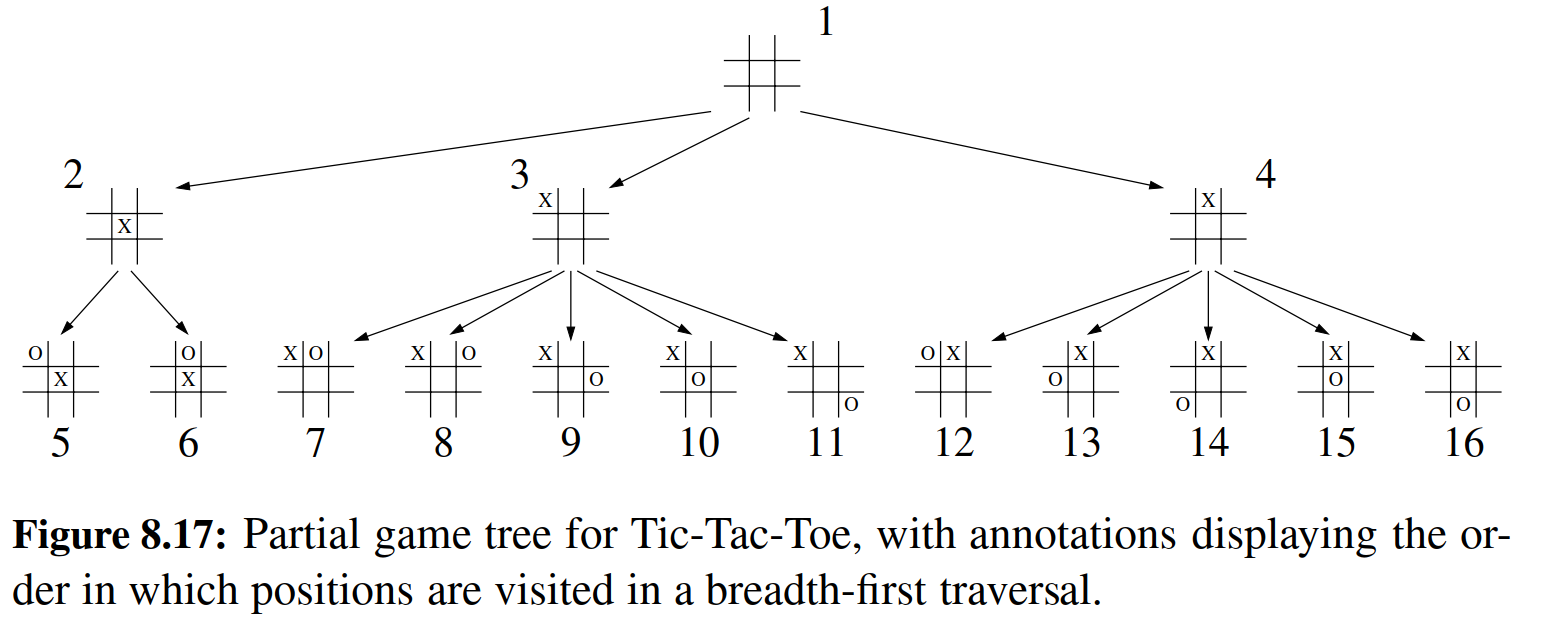 1
2 3 4
X X X
O O X O X O X X O X X X X
X X O O O O O
O O O
5 6 7 8 9 10 11 12 13 14 15 16
Figure 8.17: Partial game tree for Tic-Tac-Toe, with annotations displaying the or-
der in which positions are visited in a breadth-first traversal.